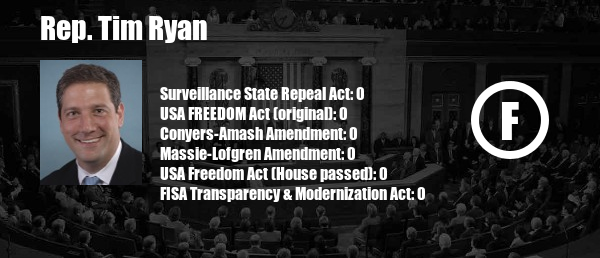 Rep. Tim Ryan
Surveillance State Repeal Act: 0
USA FREEDOM Act (original): 0
Conyers-Amash Amendment: 0
Massie-Lofgren Amendment: 0
USA Freedom Act (House passed): 0
FISA Transparency & Modernization Act: 0
F